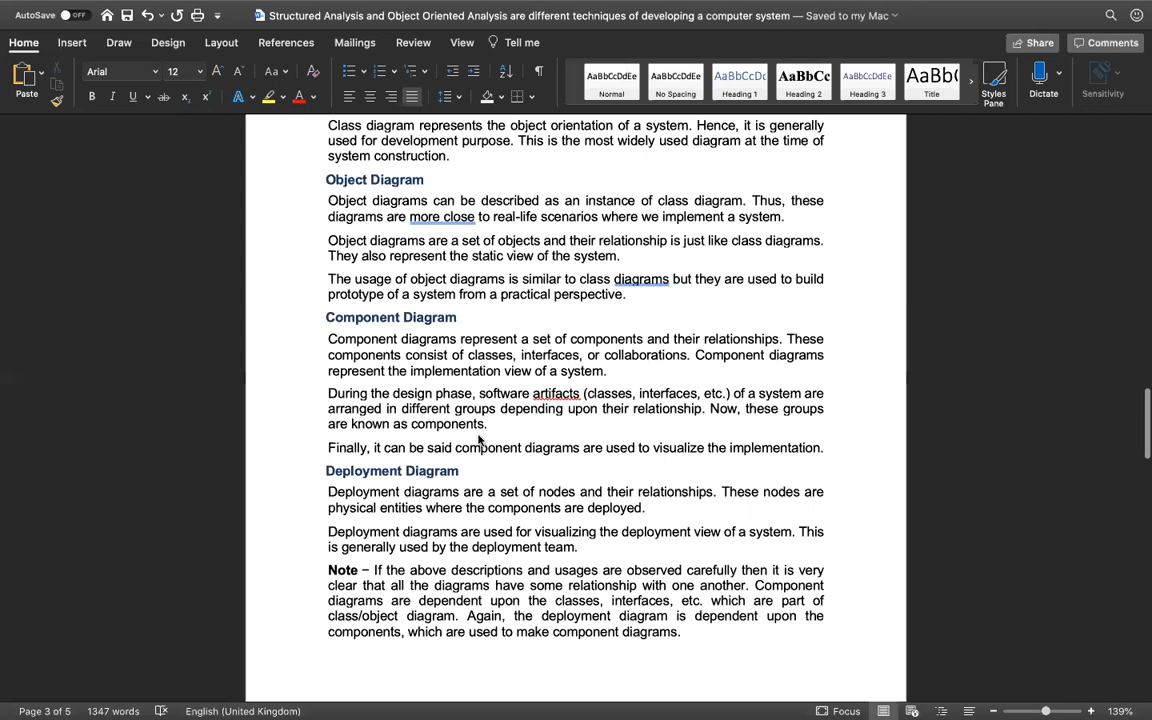 AutoSave OFF Structured Analysis and Object Oriented Analysis are different techniques of developing a computer system — Saved to my Mac
Home Insert Draw Design Layout References Mailings Review View Tell me Share Comments
Paste Arial 12 A A Aa A
B I U ab x2 x2 A A
AaBbCcDdEe AaBbCcDdEe AaBbCcDc AaBbCc AaBbCcDdEe AaBb(
Normal No Spacing Heading 1 Heading 2 Heading 3 Title
Styles Pane Dictate Sensitivity
Class diagram represents the object orientation of a system. Hence, it is generally
used for development purpose. This is the most widely used diagram at the time of
system construction.
Object Diagram
Object diagrams can be described as an instance of class diagram. Thus, these
diagrams are more close to real-life scenarios where we implement a system.
Object diagrams are a set of objects and their relationship is just like class diagrams.
They also represent the static view of the system.
The usage of object diagrams is similar to class diagrams but they are used to build
prototype of a system from a practical perspective.
Component Diagram
Component diagrams represent a set of components and their relationships. These
components consist of classes, interfaces, or collaborations. Component diagrams
represent the implementation view of a system.
During the design phase, software artifacts (classes, interfaces, etc.) of a system are
arranged in different groups depending upon their relationship. Now, these groups
are known as components.
Finally, it can be said component diagrams are used to visualize the implementation.
Deployment Diagram
Deployment diagrams are a set of nodes and their relationships. These nodes are
physical entities where the components are deployed.
Deployment diagrams are used for visualizing the deployment view of a system. This
is generally used by the deployment team.
Note − If the above descriptions and usages are observed carefully then it is very
clear that all the diagrams have some relationship with one another. Component
diagrams are dependent upon the classes, interfaces, etc. which are part of
class/object diagram. Again, the deployment diagram is dependent upon the
components, which are used to make component diagrams.
Page 3 of 5 1347 words English (United Kingdom) Focus 139%